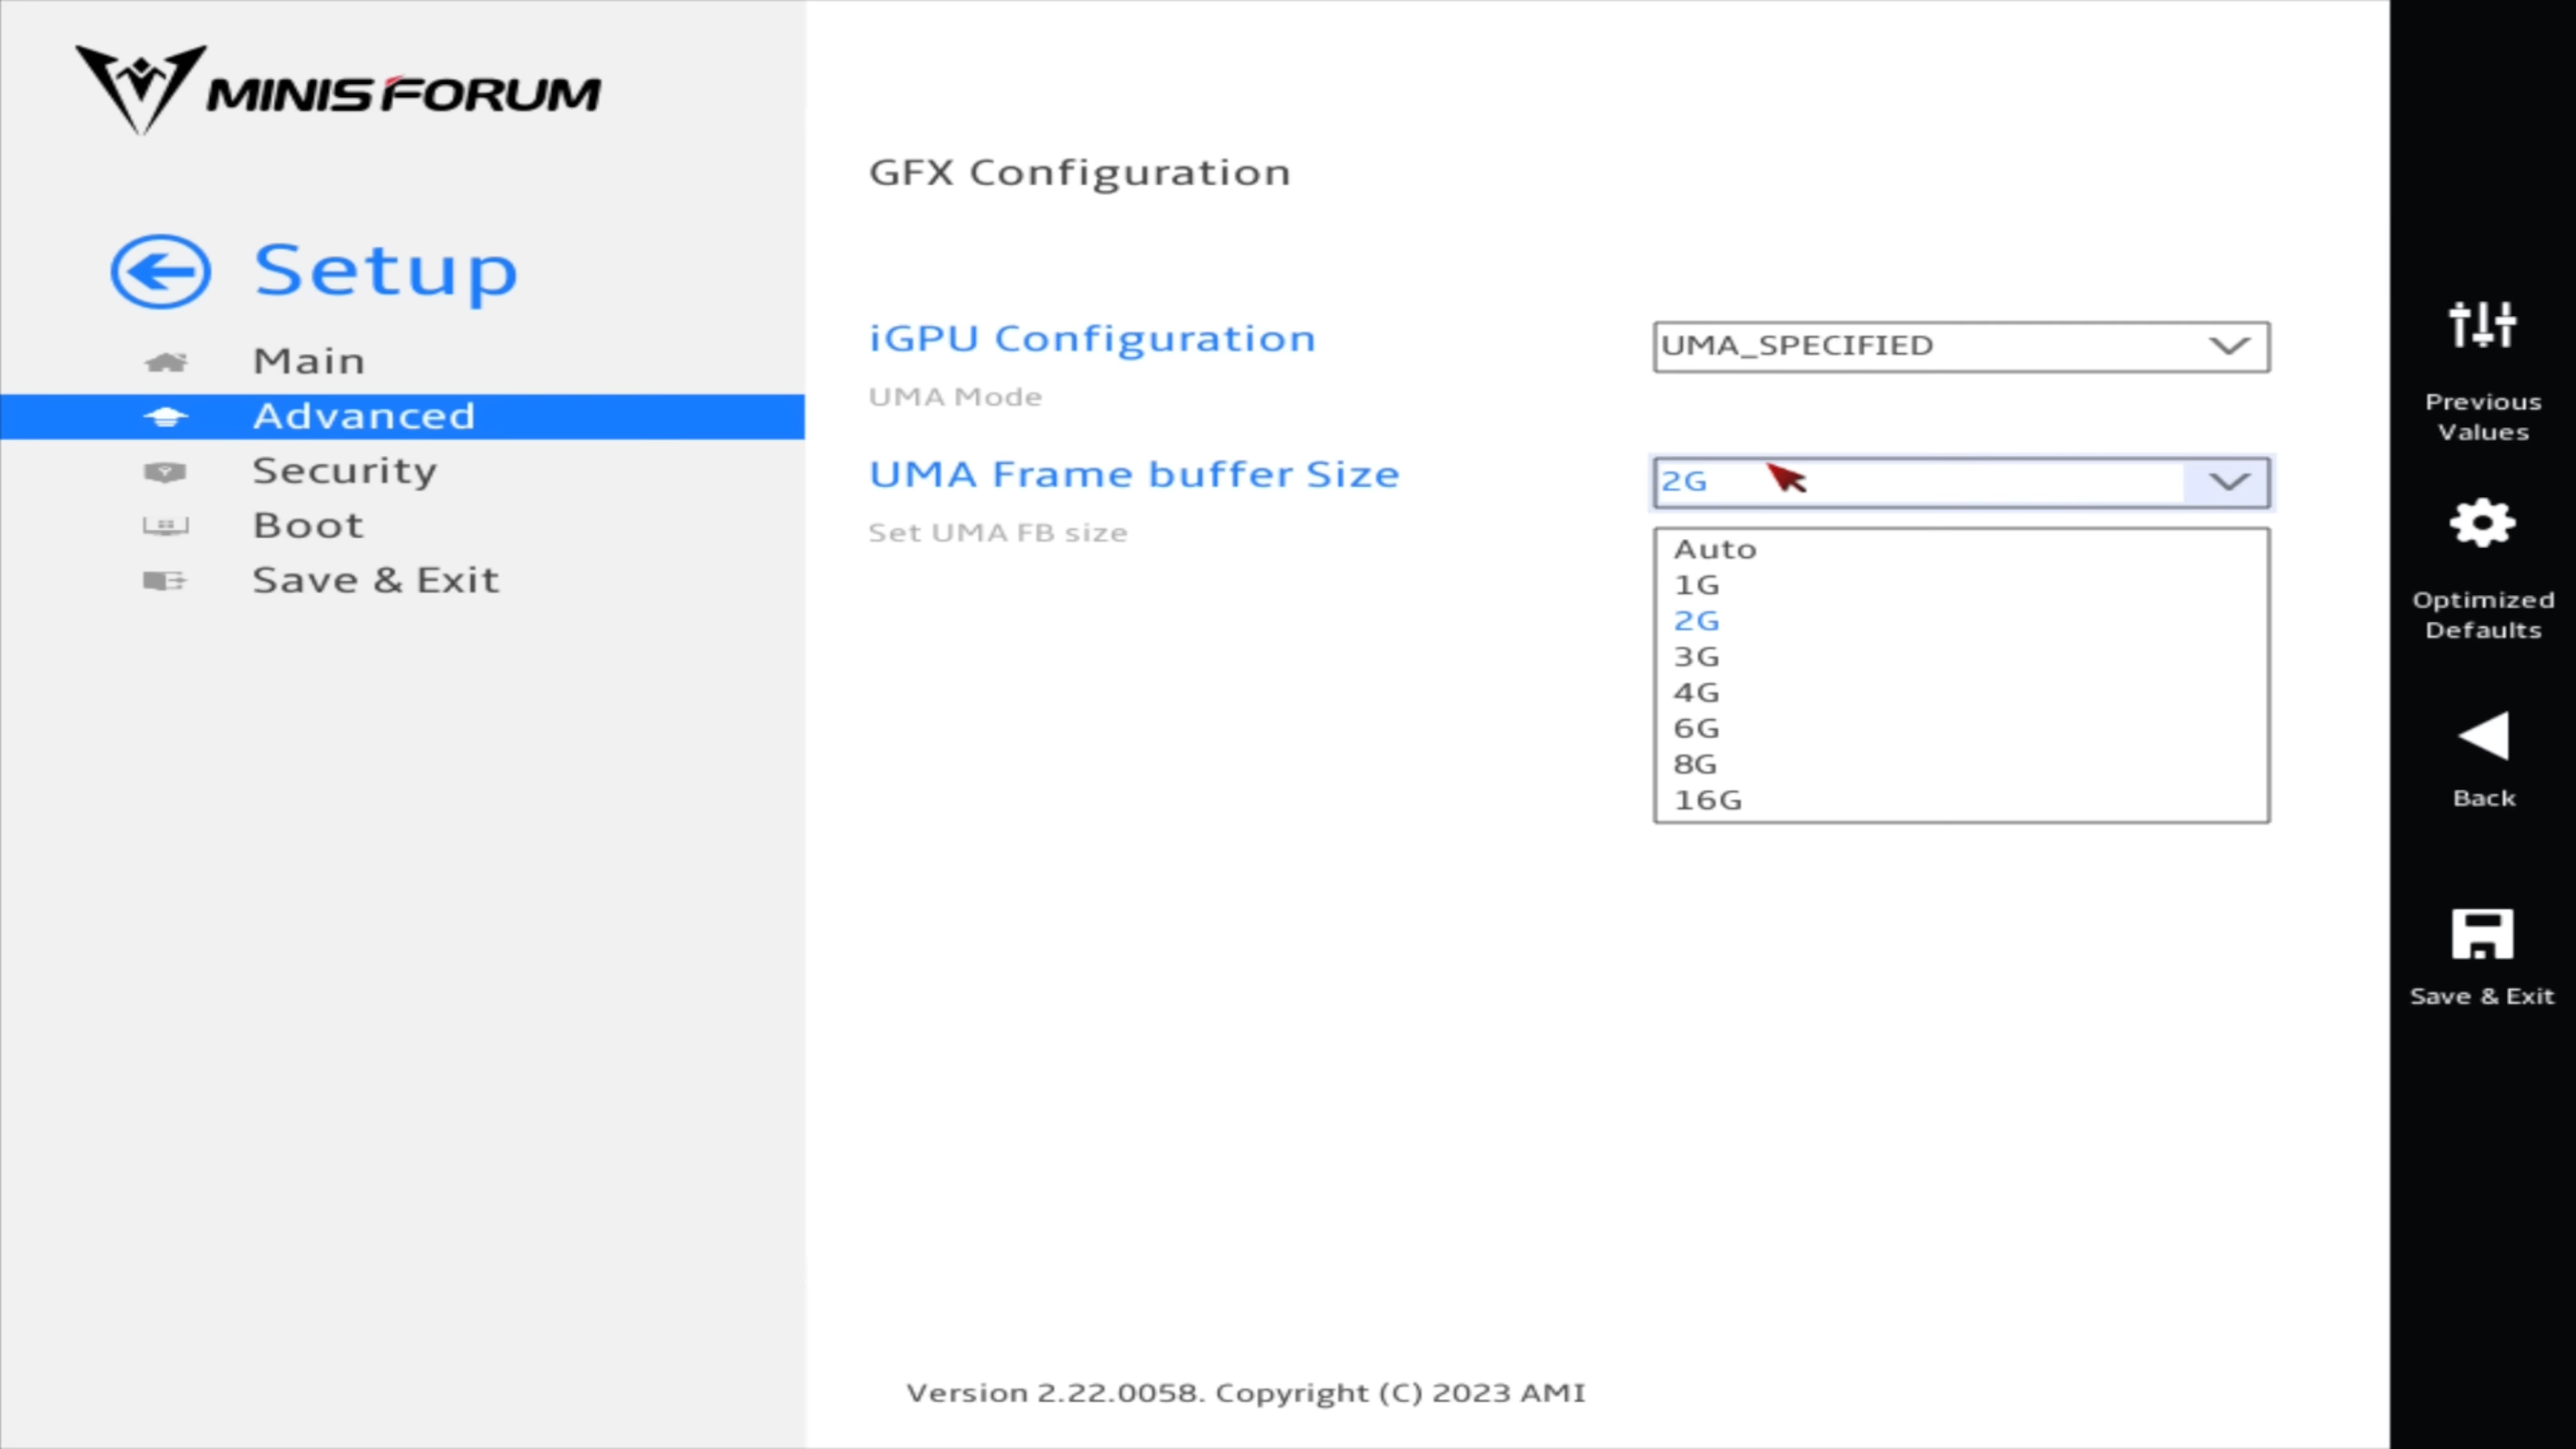 MINISFORUM
Setup
Main
Advanced
Security
Boot
Save & Exit
GFX Configuration
iGPU Configuration
UMA_SPECIFIED
UMA Mode
UMA Frame buffer Size
2G
Set UMA FB size
Auto
1G
2G
3G
4G
6G
8G
16G
Version 2.22.0058. Copyright (C) 2023 AMI
Previous
Values
Optimized
Defaults
Back
Save & Exit